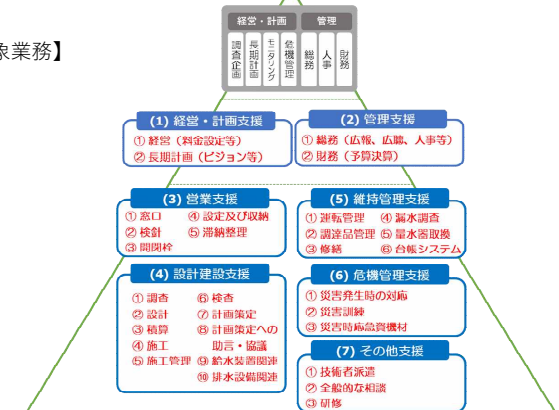 象業務】
経営・計画
管理
調査企画
長期計画
モニタリング
危機管理
総務
人事
財務
(1) 経営・計画支援
① 経営（料金設定等）
② 長期計画（ビジョン等）
(2) 管理支援
① 総務（広報、広聴、人事等）
② 財務（予算決算）
(3) 営業支援
① 窓口
② 検針
③ 開閉栓
④ 設定及び収納
⑤ 滞納整理
(4) 設計建設支援
① 調査
② 設計
③ 積算
④ 施工
⑤ 施工管理
⑥ 検査
⑦ 計画策定
⑧ 計画策定への
助言・協議
⑨ 給水装置関連
⑩ 排水設備関連
(5) 維持管理支援
① 運転管理
② 調達品管理
③ 修繕
④ 漏水調査
⑤ 量水器取換
⑥ 台帳システム
(6) 危機管理支援
① 災害発生時の対応
② 災害訓練
③ 災害時応急資機材
(7) その他支援
① 技術者派遣
② 全般的な相談
③ 研修